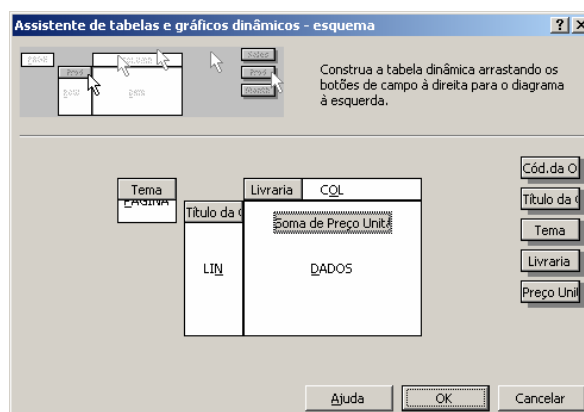 Assistente de tabelas e gráficos dinâmicos - esquema
Construa a tabela dinâmica arrastando os
botões de campo à direita para o diagrama
à esquerda.
Tema
PÁGINA
Livraria
COL
Título da
Soma de Preço Unitá
LIN
DADOS
Cód.da O
Título da
Tema
Livraria
Preço Unit
Ajuda
OK
Cancelar